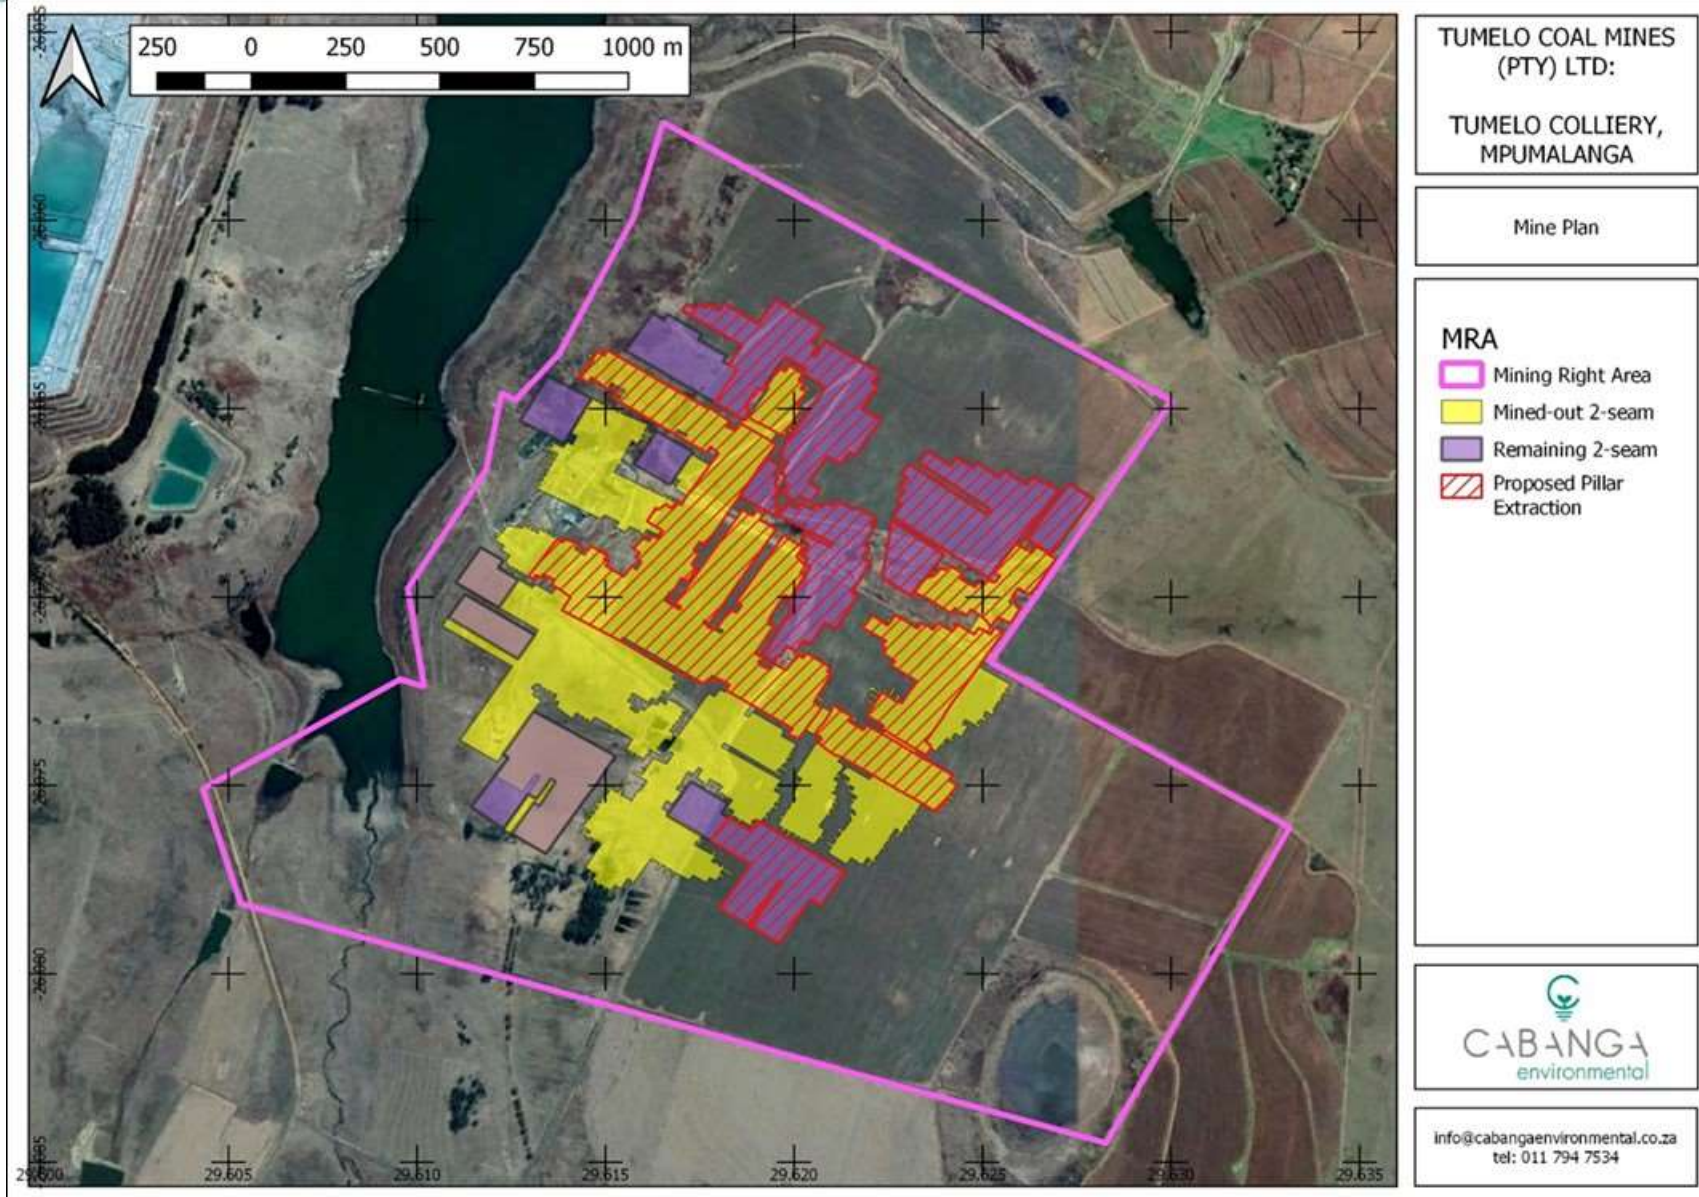 250 0 250 500 750 1000 m
TUMELO COAL MINES
(PTY) LTD:
TUMELO COLLIERY,
MPUMALANGA
Mine Plan
MRA
Mining Right Area
Mined-out 2-seam
Remaining 2-seam
Proposed Pillar
Extraction
CABANGA
environmental
info@cabangaenvironmental.co.za
tel: 011 794 7534
29.605 29.610 29.615 29.620 29.625 29.630 29.635